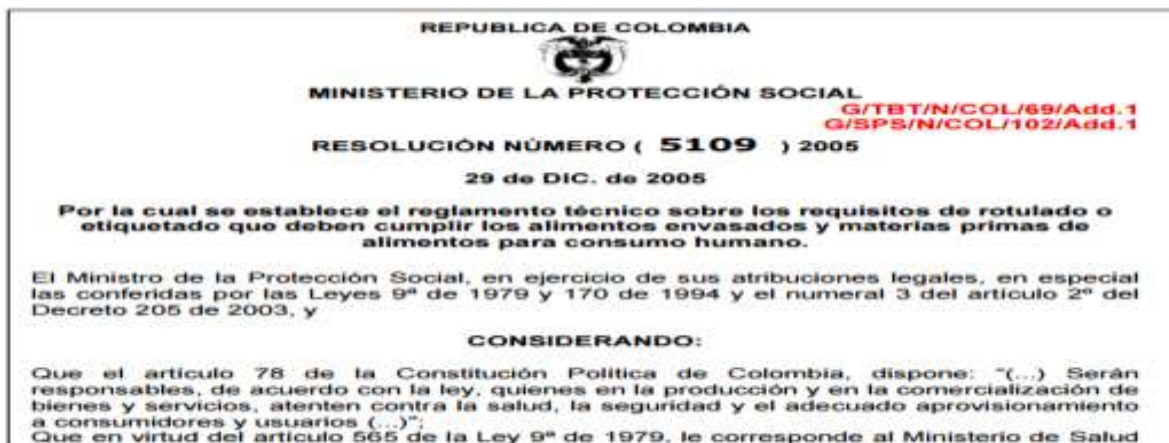 REPUBLICA DE COLOMBIA
MINISTERIO DE LA PROTECCIÓN SOCIAL
G/TBT/N/COL/69/Add.1
G/SPS/N/COL/102/Add.1
RESOLUCIÓN NÚMERO ( 5109 ) 2005
29 de DIC. de 2005
Por la cual se establece el reglamento técnico sobre los requisitos de rotulado o
etiquetado que deben cumplir los alimentos envasados y materias primas de
alimentos para consumo humano.
El Ministro de la Protección Social, en ejercicio de sus atribuciones legales, en especial
las conferidas por las Leyes 9ª de 1979 y 170 de 1994 y el numeral 3 del artículo 2º del
Decreto 205 de 2003, y
CONSIDERANDO:
Que el artículo 78 de la Constitución Política de Colombia, dispone: "(...) Serán
responsables, de acuerdo con la ley, quienes en la producción y en la comercialización de
bienes y servicios, atenten contra la salud, la seguridad y el adecuado aprovisionamiento
a consumidores y usuarios (...)";
Que en virtud del artículo 565 de la Ley 9ª de 1979, le corresponde al Ministerio de Salud